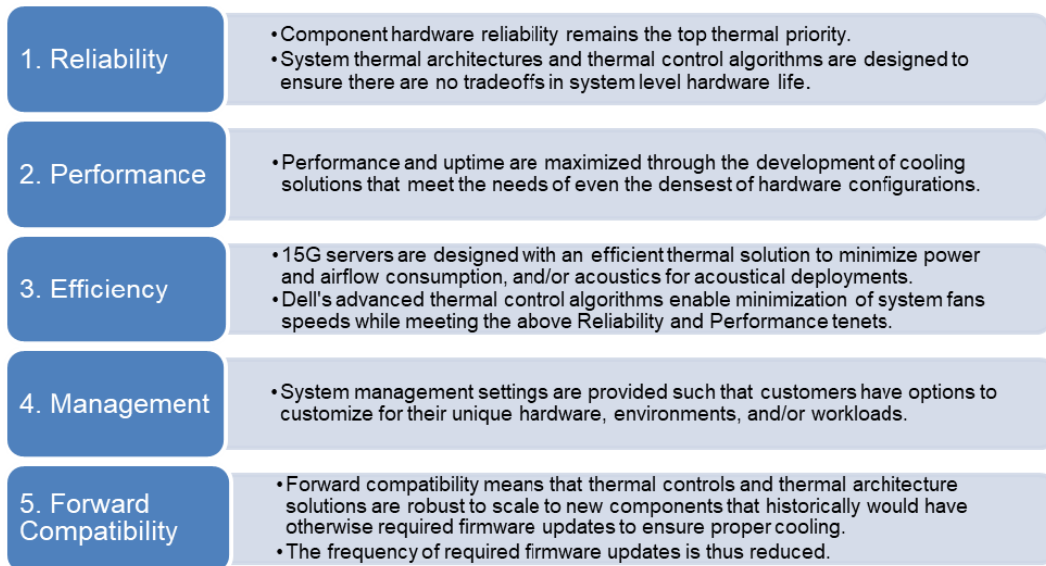 1. Reliability
•Component hardware reliability remains the top thermal priority.
•System thermal architectures and thermal control algorithms are designed to
ensure there are no tradeoffs in system level hardware life.
2. Performance
•Performance and uptime are maximized through the development of cooling
solutions that meet the needs of even the densest of hardware configurations.
3. Efficiency
•15G servers are designed with an efficient thermal solution to minimize power
and airflow consumption, and/or acoustics for acoustical deployments.
•Dell's advanced thermal control algorithms enable minimization of system fans
speeds while meeting the above Reliability and Performance tenets.
4. Management
•System management settings are provided such that customers have options to
customize for their unique hardware, environments, and/or workloads.
5. Forward
Compatibility
•Forward compatibility means that thermal controls and thermal architecture
solutions are robust to scale to new components that historically would have
otherwise required firmware updates to ensure proper cooling.
•The frequency of required firmware updates is thus reduced.